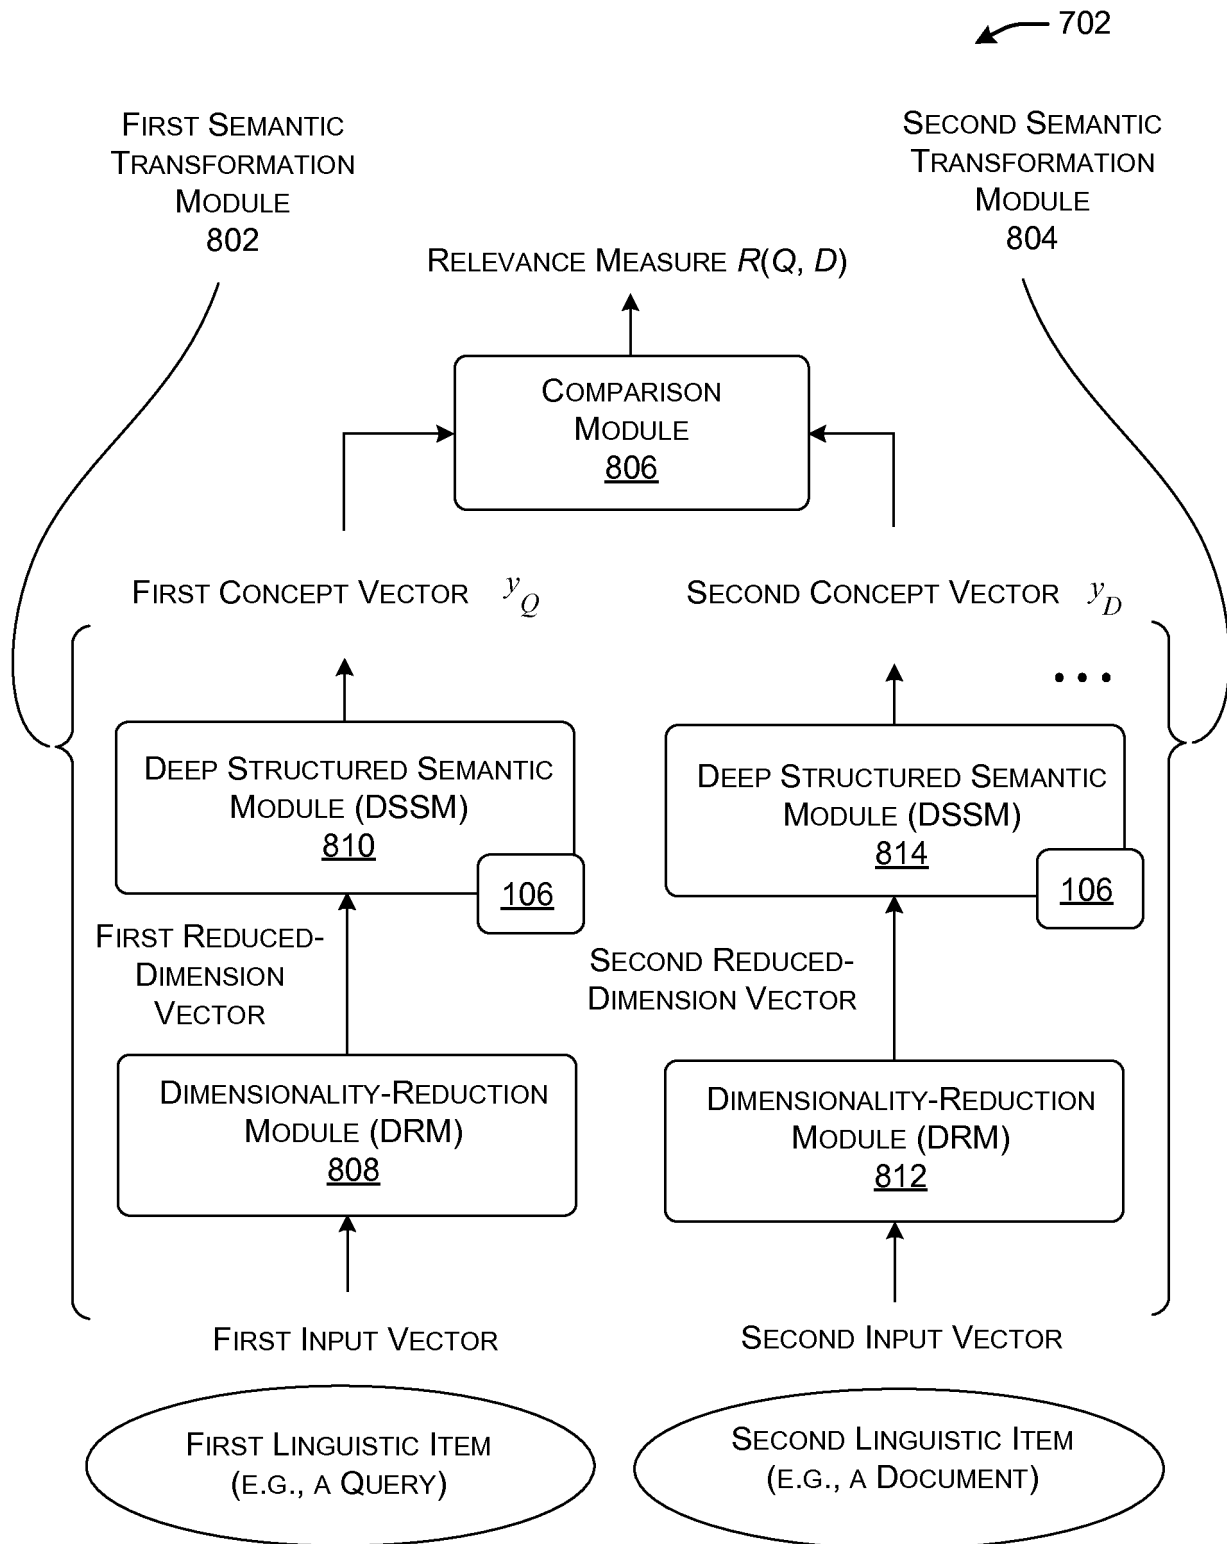 702
First Semantic
Transformation
Module
802
Second Semantic
Transformation
Module
804
Relevance Measure R(Q, D)
Comparison
Module
806
First Concept Vector y_Q
Second Concept Vector y_D
...
Deep Structured Semantic
Module (DSSM)
810
106
Deep Structured Semantic
Module (DSSM)
814
106
First Reduced-
Dimension
Vector
Second Reduced-
Dimension Vector
Dimensionality-Reduction
Module (DRM)
808
Dimensionality-Reduction
Module (DRM)
812
First Input Vector
Second Input Vector
First Linguistic Item
(e.g., a Query)
Second Linguistic Item
(e.g., a Document)